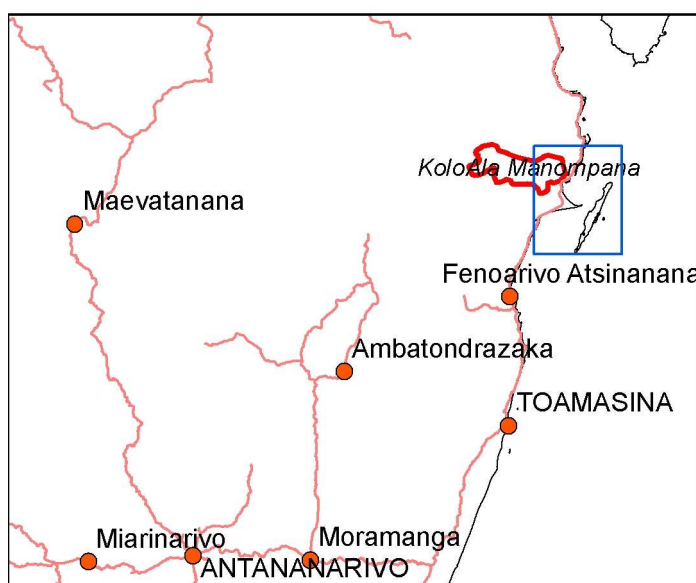 KoloAla Manompana
Maevatanana
Fenoarivo Atsinanana
Ambatondrazaka
TOAMASINA
Miarinarivo
Moramanga
ANTANANARIVO